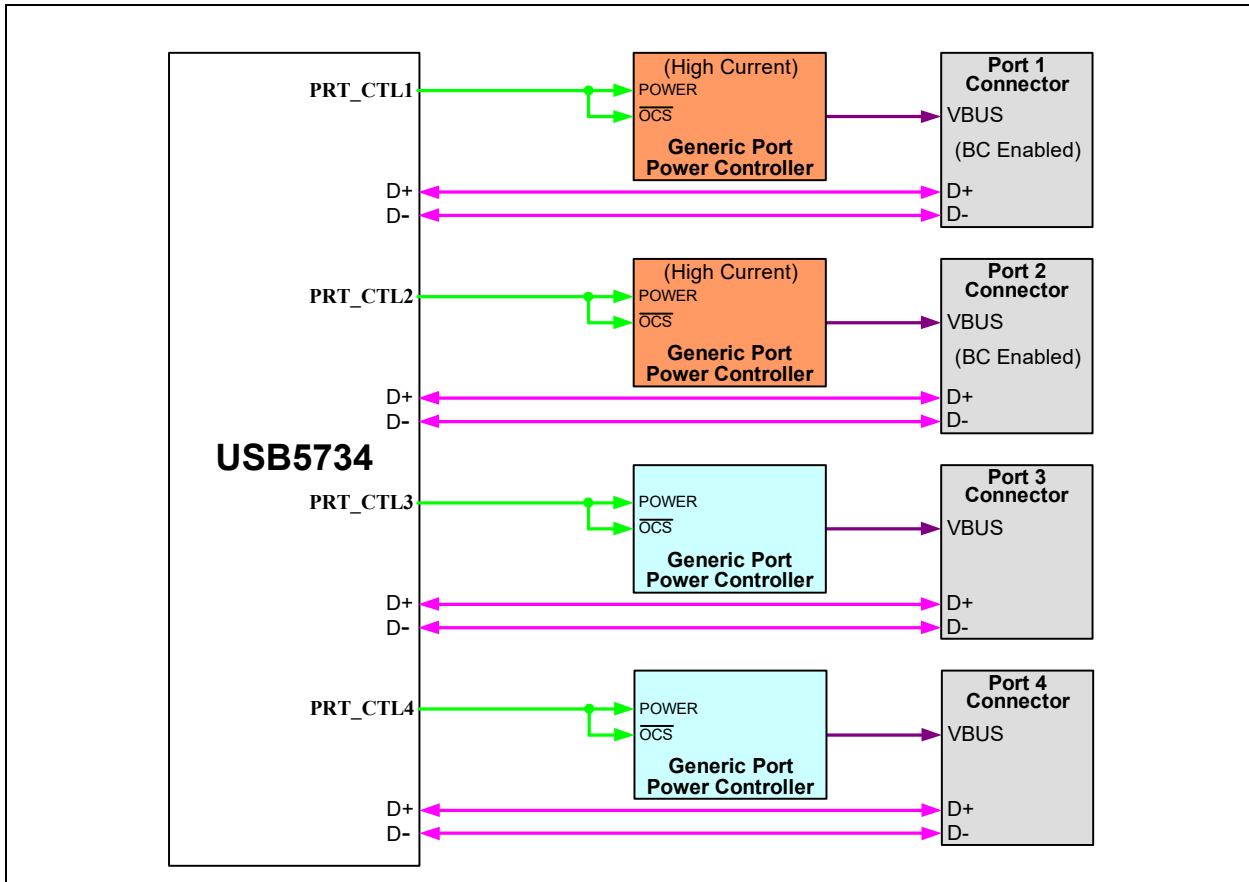 USB5734
PRT_CTL1
D+
D-
(High Current)
POWER
OCS
Generic Port
Power Controller
Port 1
Connector
VBUS
(BC Enabled)
D+
D-
PRT_CTL2
D+
D-
(High Current)
POWER
OCS
Generic Port
Power Controller
Port 2
Connector
VBUS
(BC Enabled)
D+
D-
PRT_CTL3
D+
D-
POWER
OCS
Generic Port
Power Controller
Port 3
Connector
VBUS
D+
D-
PRT_CTL4
D+
D-
POWER
OCS
Generic Port
Power Controller
Port 4
Connector
VBUS
D+
D-